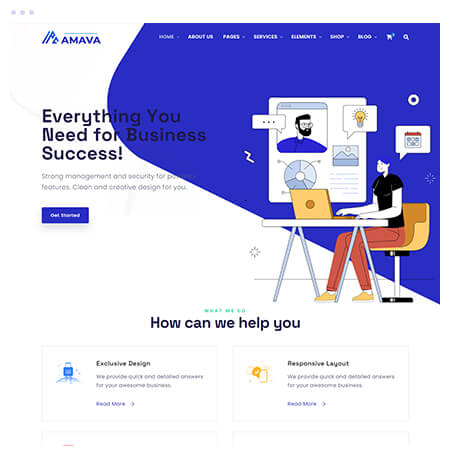 AMAVA
HOME ABOUT US PAGES SERVICES ELEMENTS SHOP BLOG
Everything You
Need for Business
Success!
Strong management and security for
features. Clean and creative design for you.
Get Started
WHAT WE DO
How can we help you
Exclusive Design
We provide quick and detailed answers
for your awesome business.
Read More
Responsive Layout
We provide quick and detailed answers
for your awesome business.
Read More